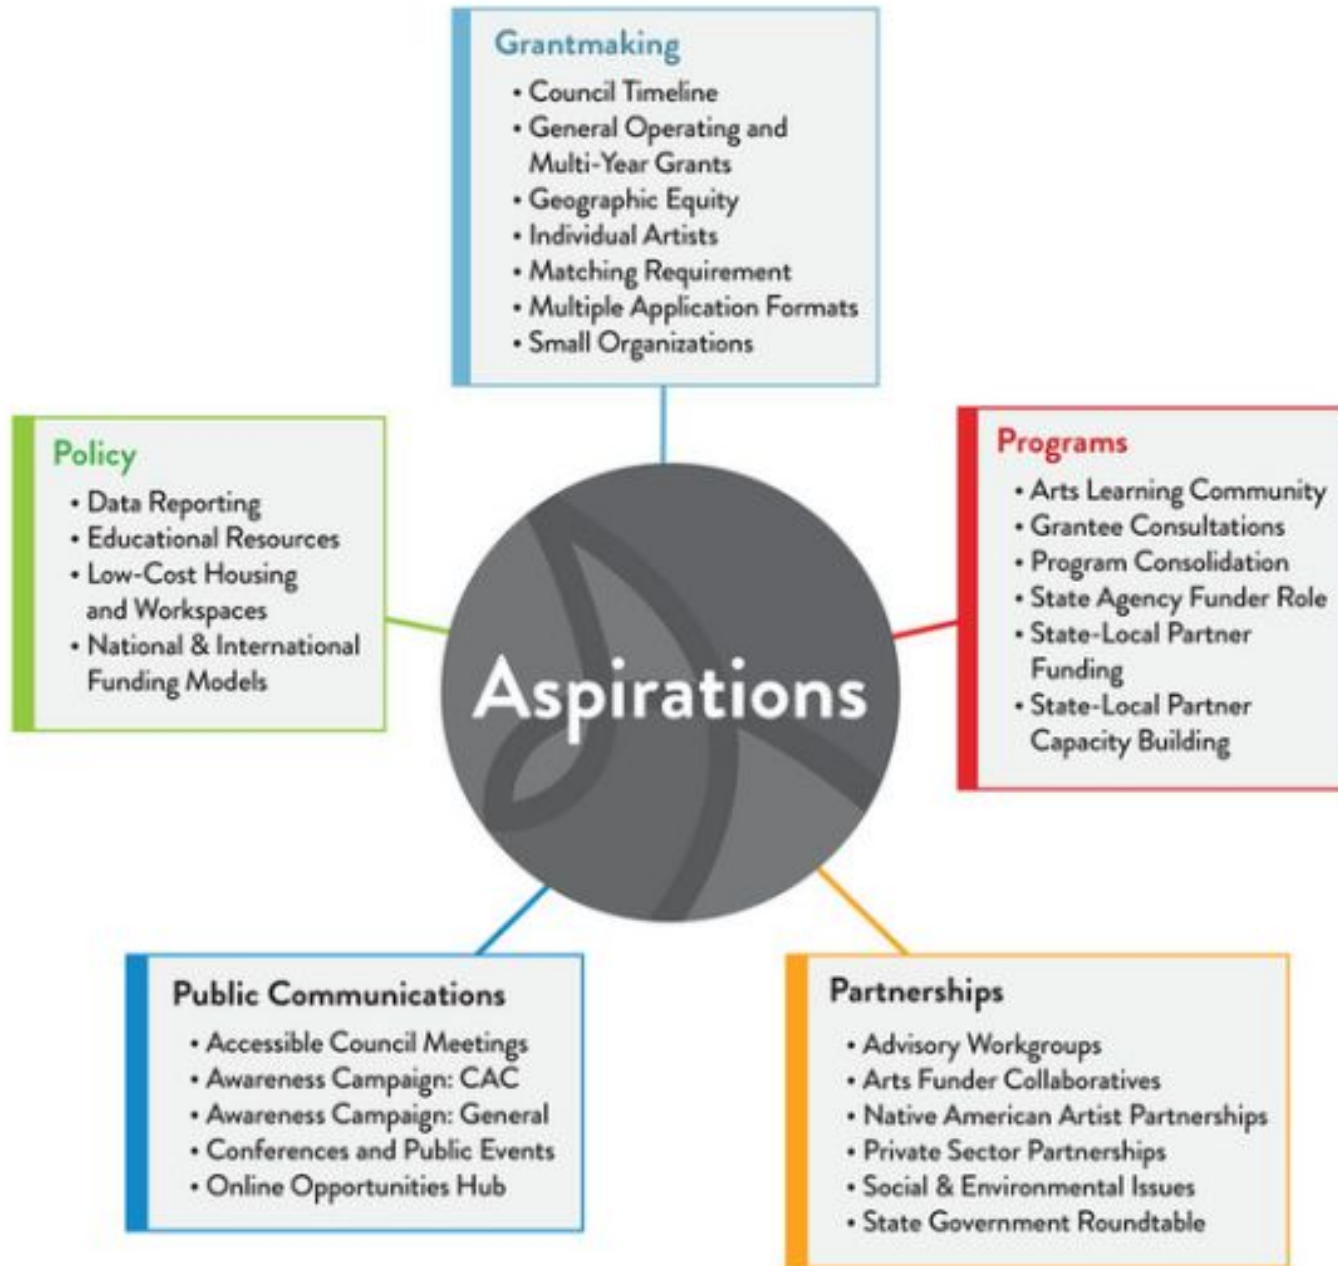 Grantmaking
• Council Timeline
• General Operating and
Multi-Year Grants
• Geographic Equity
• Individual Artists
• Matching Requirement
• Multiple Application Formats
• Small Organizations
Policy
• Data Reporting
• Educational Resources
• Low-Cost Housing
and Workspaces
• National & International
Funding Models
Programs
• Arts Learning Community
• Grantee Consultations
• Program Consolidation
• State Agency Funder Role
• State-Local Partner
Funding
• State-Local Partner
Capacity Building
Aspirations
Public Communications
• Accessible Council Meetings
• Awareness Campaign: CAC
• Awareness Campaign: General
• Conferences and Public Events
• Online Opportunities Hub
Partnerships
• Advisory Workgroups
• Arts Funder Collaboratives
• Native American Artist Partnerships
• Private Sector Partnerships
• Social & Environmental Issues
• State Government Roundtable